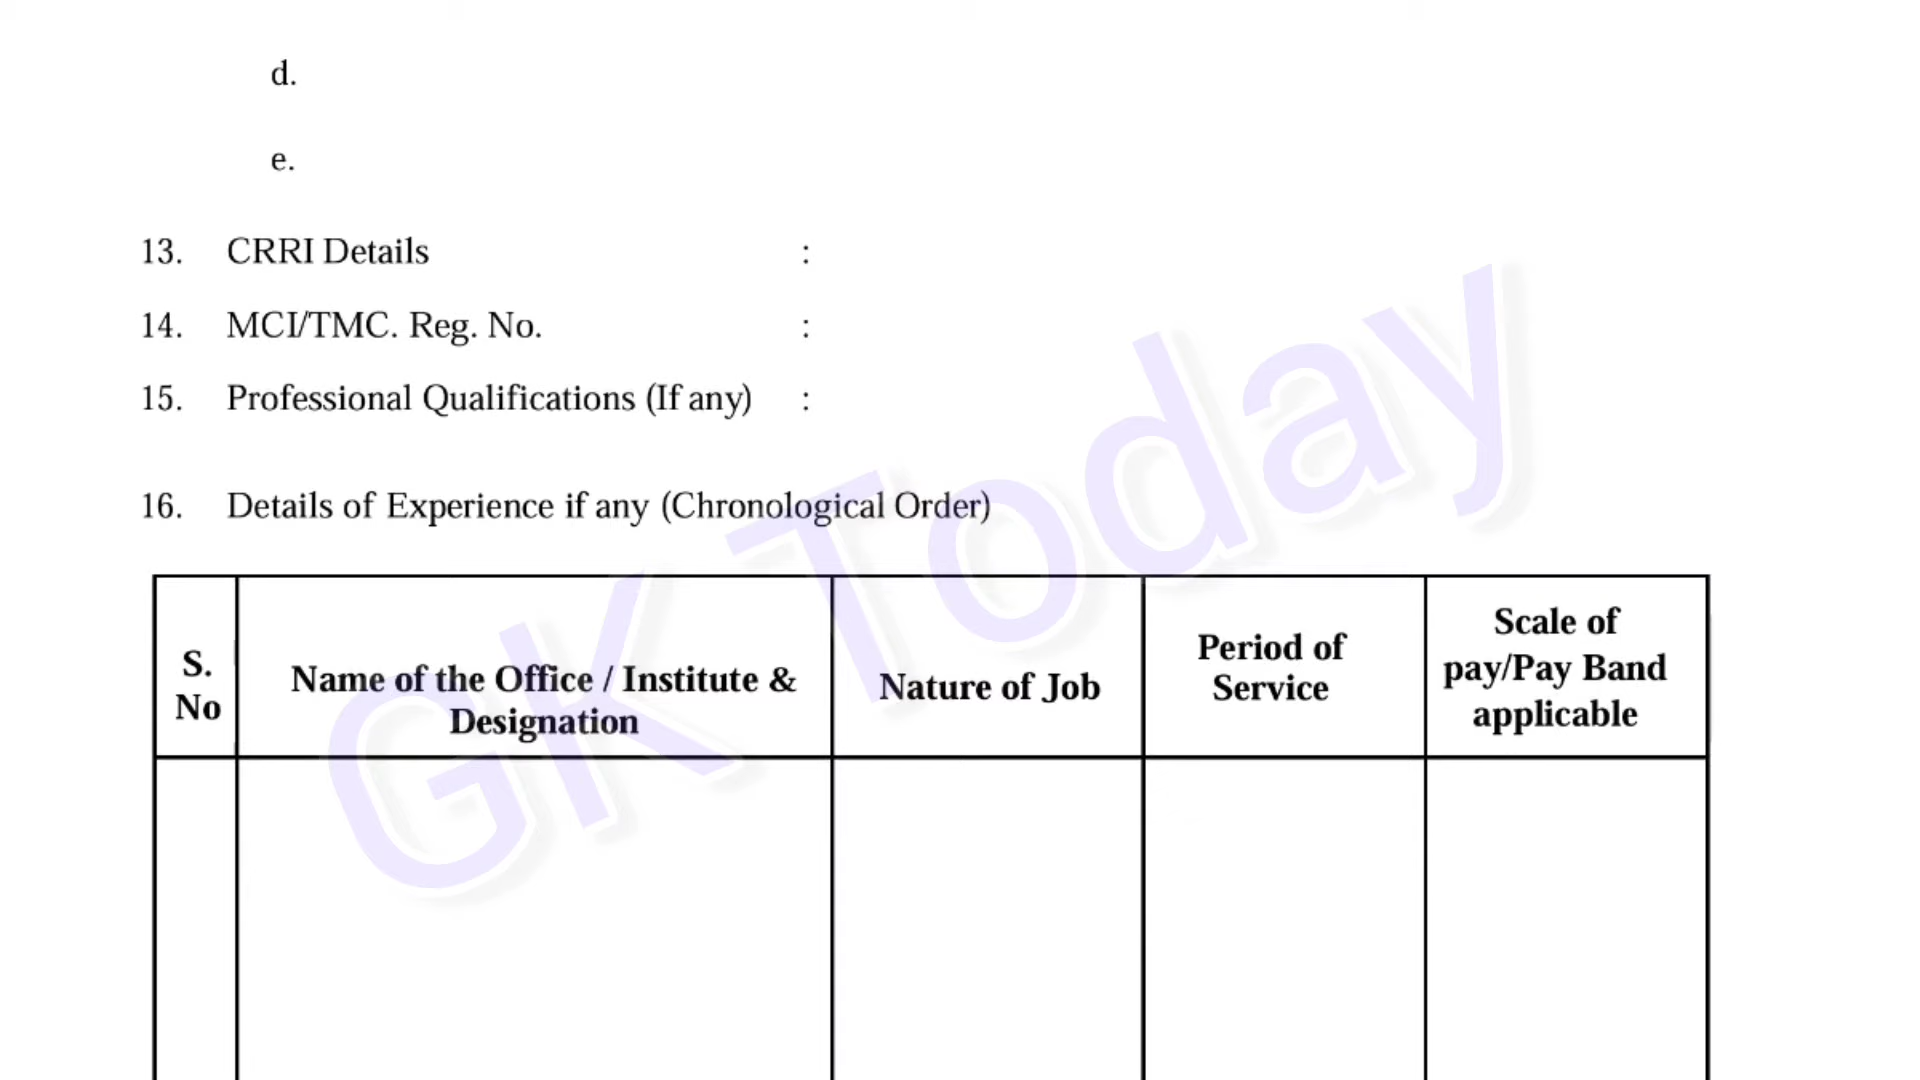 d.
e.
13. CRRI Details :
14. MCI/TMC. Reg. No. :
15. Professional Qualifications (If any) :
16. Details of Experience if any (Chronological Order)
S. No
Name of the Office / Institute & Designation
Nature of Job
Period of Service
Scale of pay/Pay Band applicable
GK Today